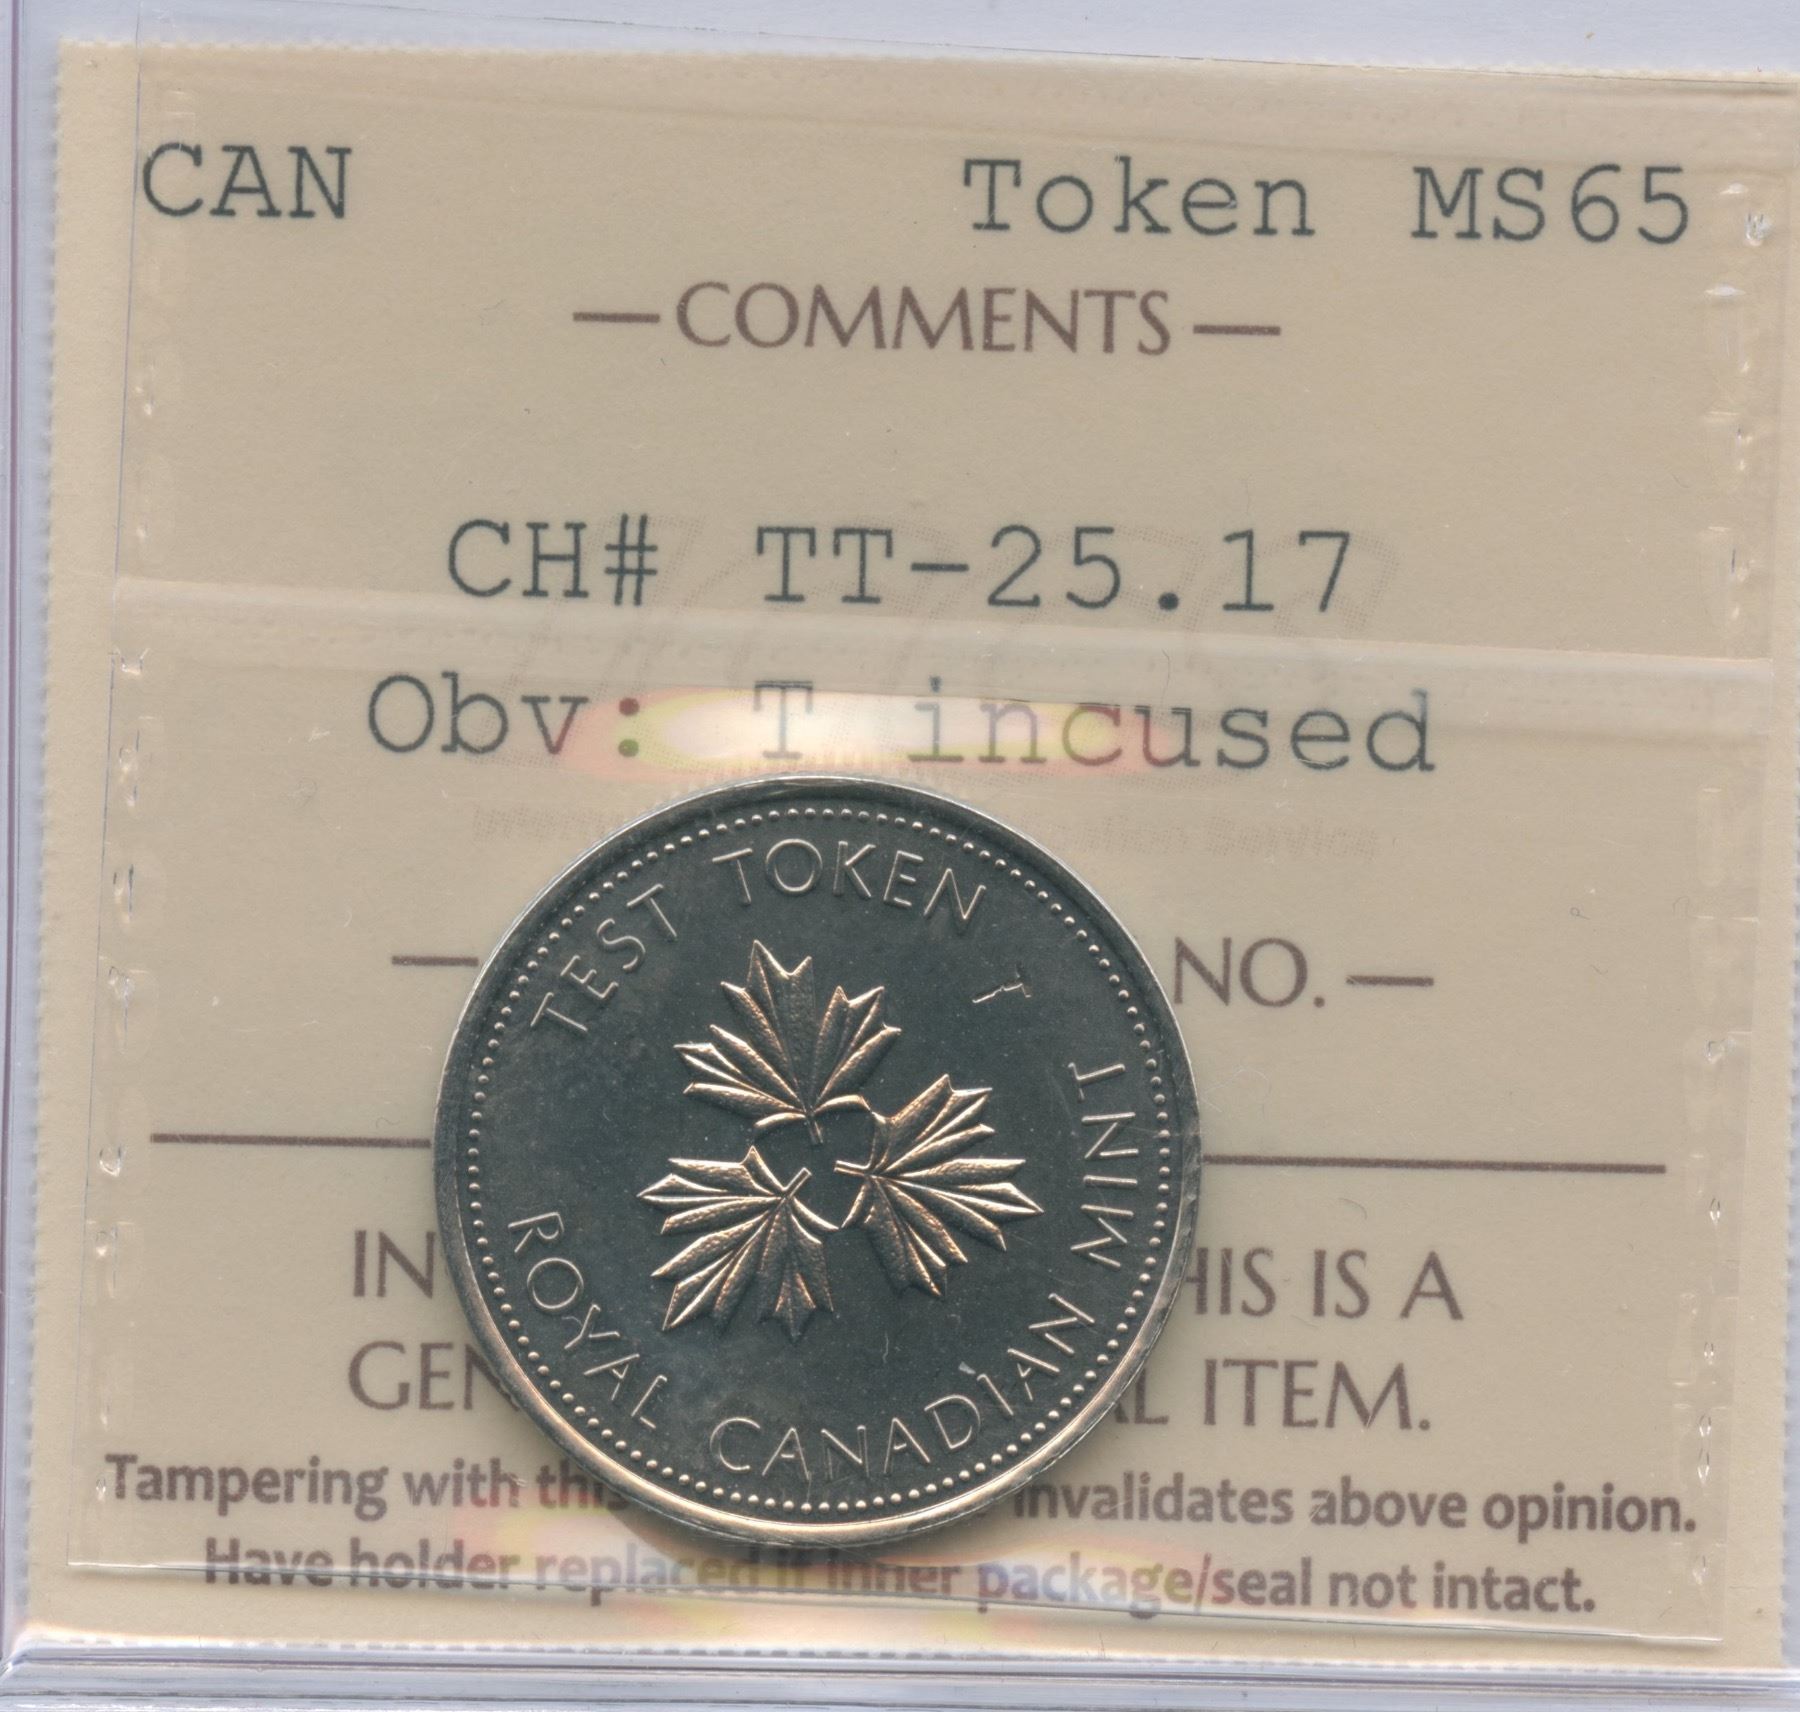 CAN Token MS65
—COMMENTS—
CH# TT-25.17
Obv: T incused
— NO.—
TEST TOKEN
T
ROYAL CANADIAN MINT
IN HIS IS A
GEN L ITEM.
Tampering with this invalidates above opinion.
Have holder replaced if inner package/seal not intact.